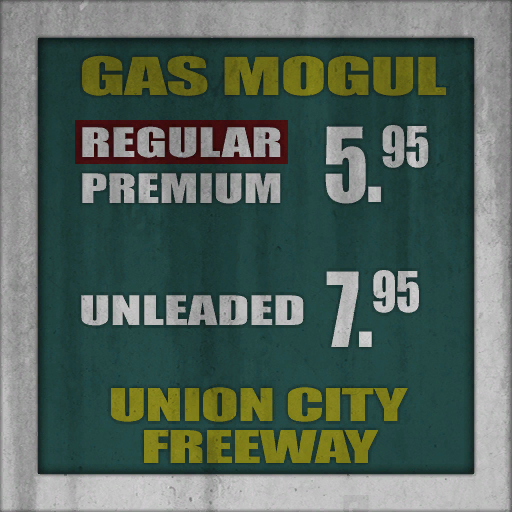 GAS MOGUL
REGULAR
PREMIUM
5.95
UNLEADED
7.95
UNION CITY
FREEWAY